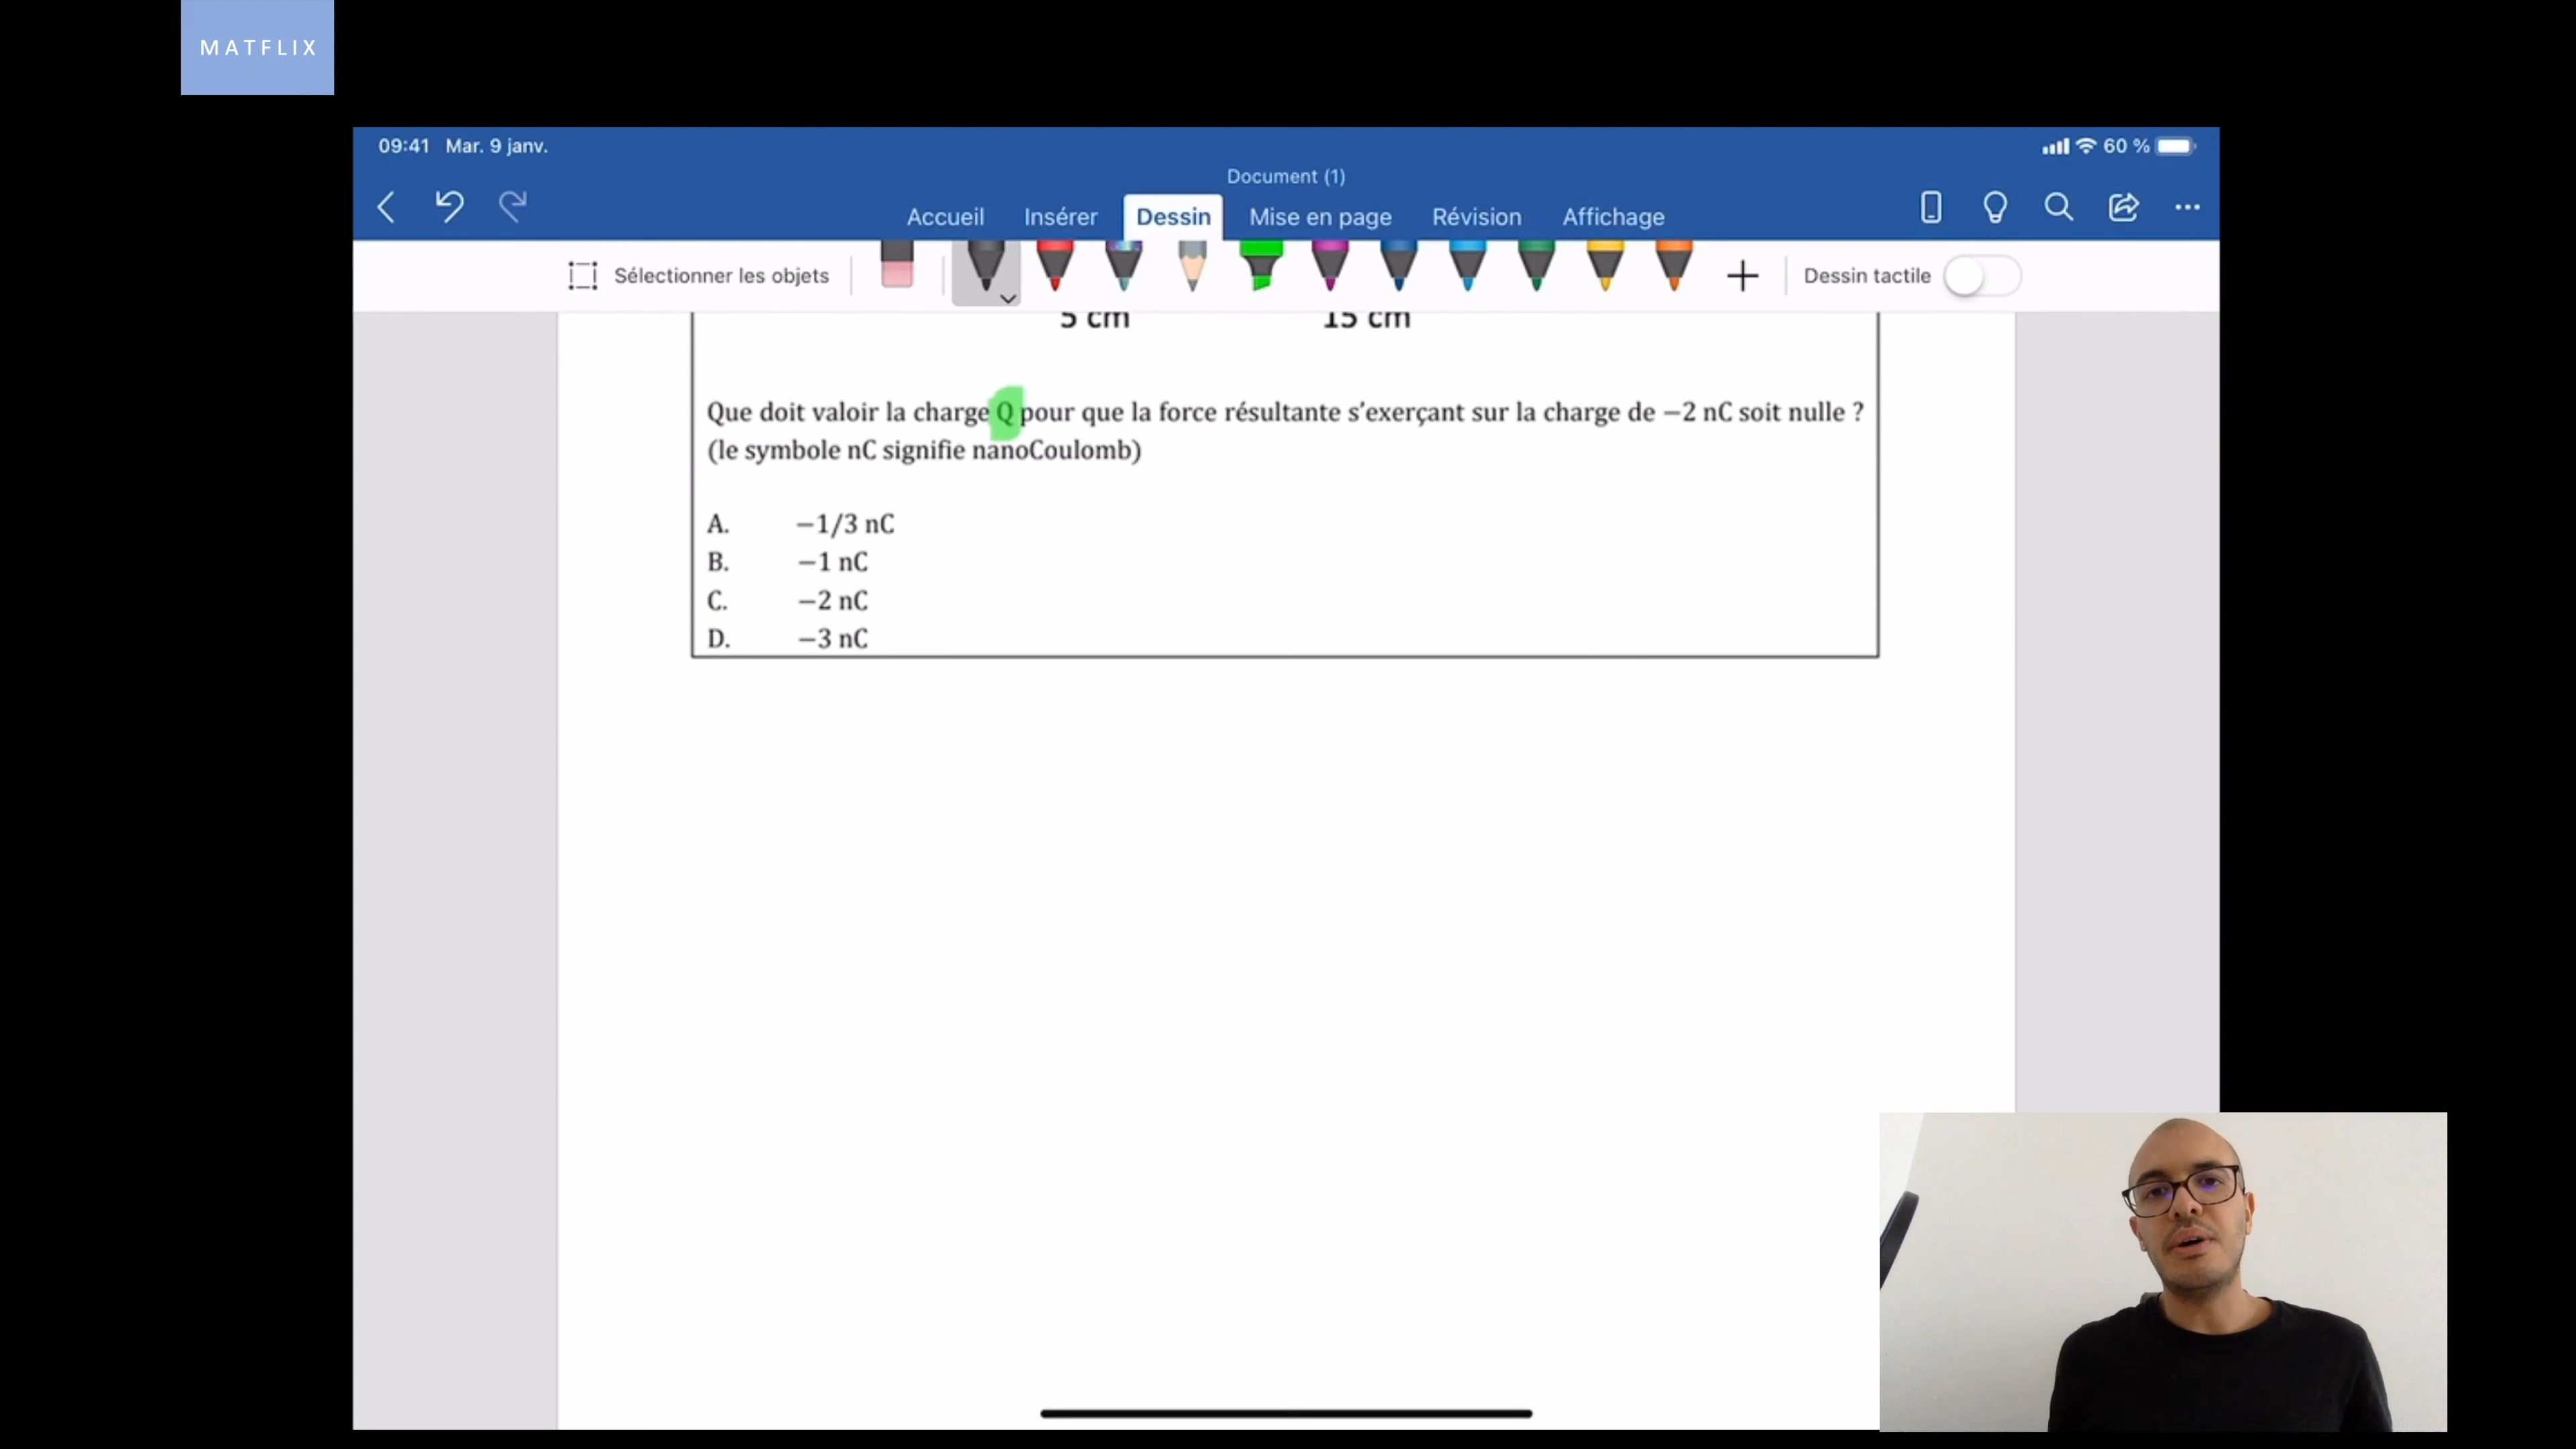 MATFLIX
09:41 Mar. 9 janv.
60 %
Document (1)
Accueil Insérer Dessin Mise en page Révision Affichage
Sélectionner les objets
Dessin tactile
5 cm 15 cm
Que doit valoir la charge Q pour que la force résultante s'exerçant sur la charge de −2 nC soit nulle ?
(le symbole nC signifie nanoCoulomb)
A. −1/3 nC
B. −1 nC
C. −2 nC
D. −3 nC